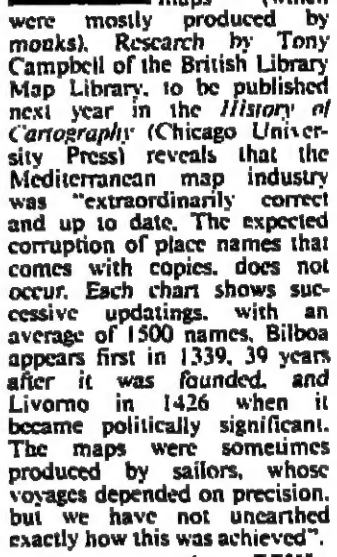 maps (which
were mostly produced by
monks). Research by Tony
Campbell of the British Library
Map Library, to be published
next year in the History of
Cartography (Chicago Univer-
sity Press) reveals that the
Mediterranean map industry
was "extraordinarily correct
and up to date. The expected
corruption of place names that
comes with copies, does not
occur. Each chart shows suc-
cessive updatings, with an
average of 1500 names, Bilboa
appears first in 1339, 39 years
after it was founded, and
Livorno in 1426 when it
became politically significant.
The maps were sometimes
produced by sailors, whose
voyages depended on precision,
but we have not unearthed
exactly how this was achieved".